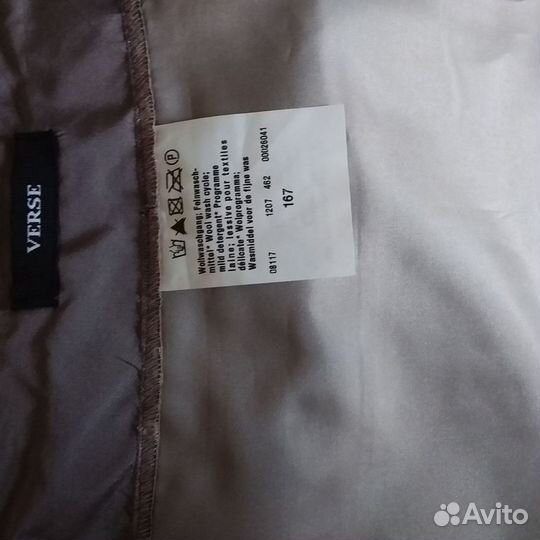 VERSE
P
Wollwaschgang; Feinwasch-
mittel* Wool wash cycle;
mild detergent* Programme
laine; lessive pour textiles
délicate* Wolprogramma;
Wasmiddel voor de fijne was
08117 1207 462 00026041
167
Avito